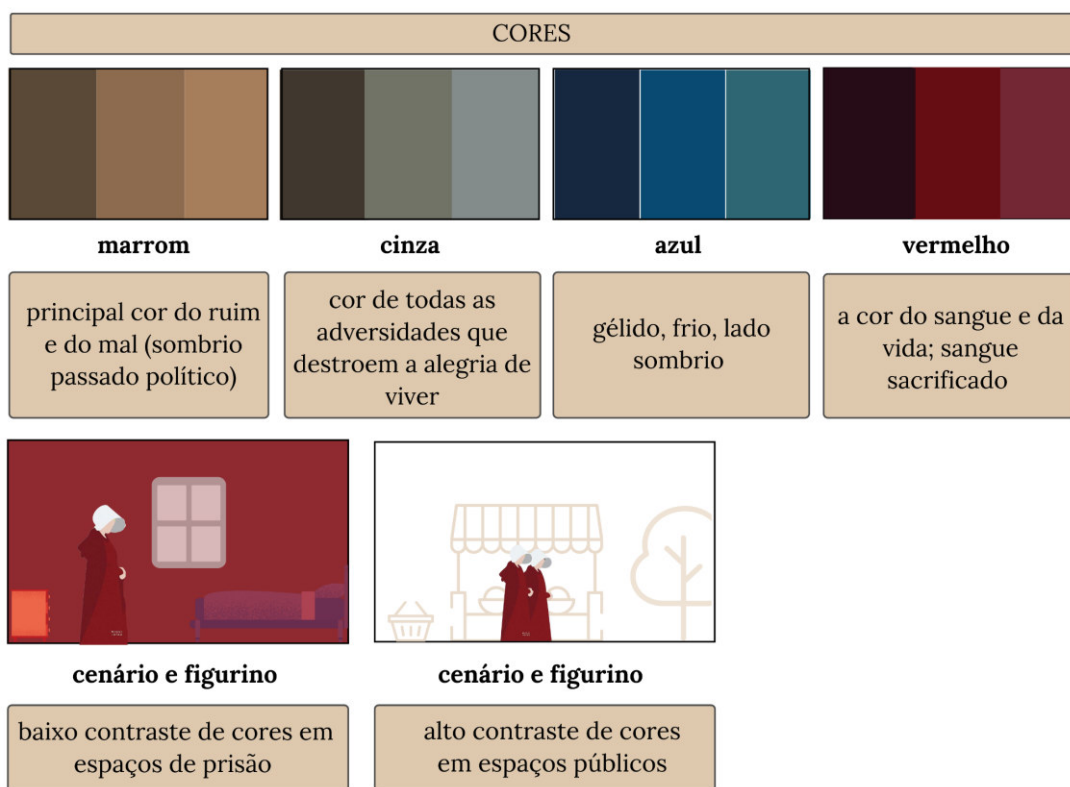 CORES
marrom
cinza
azul
vermelho
principal cor do ruim
e do mal (sombrio
passado político)
cor de todas as
adversidades que
destroem a alegria de
viver
gélido, frio, lado
sombrio
a cor do sangue e da
vida; sangue
sacrificado
cenário e figurino
cenário e figurino
baixo contraste de cores em
espaços de prisão
alto contraste de cores
em espaços públicos